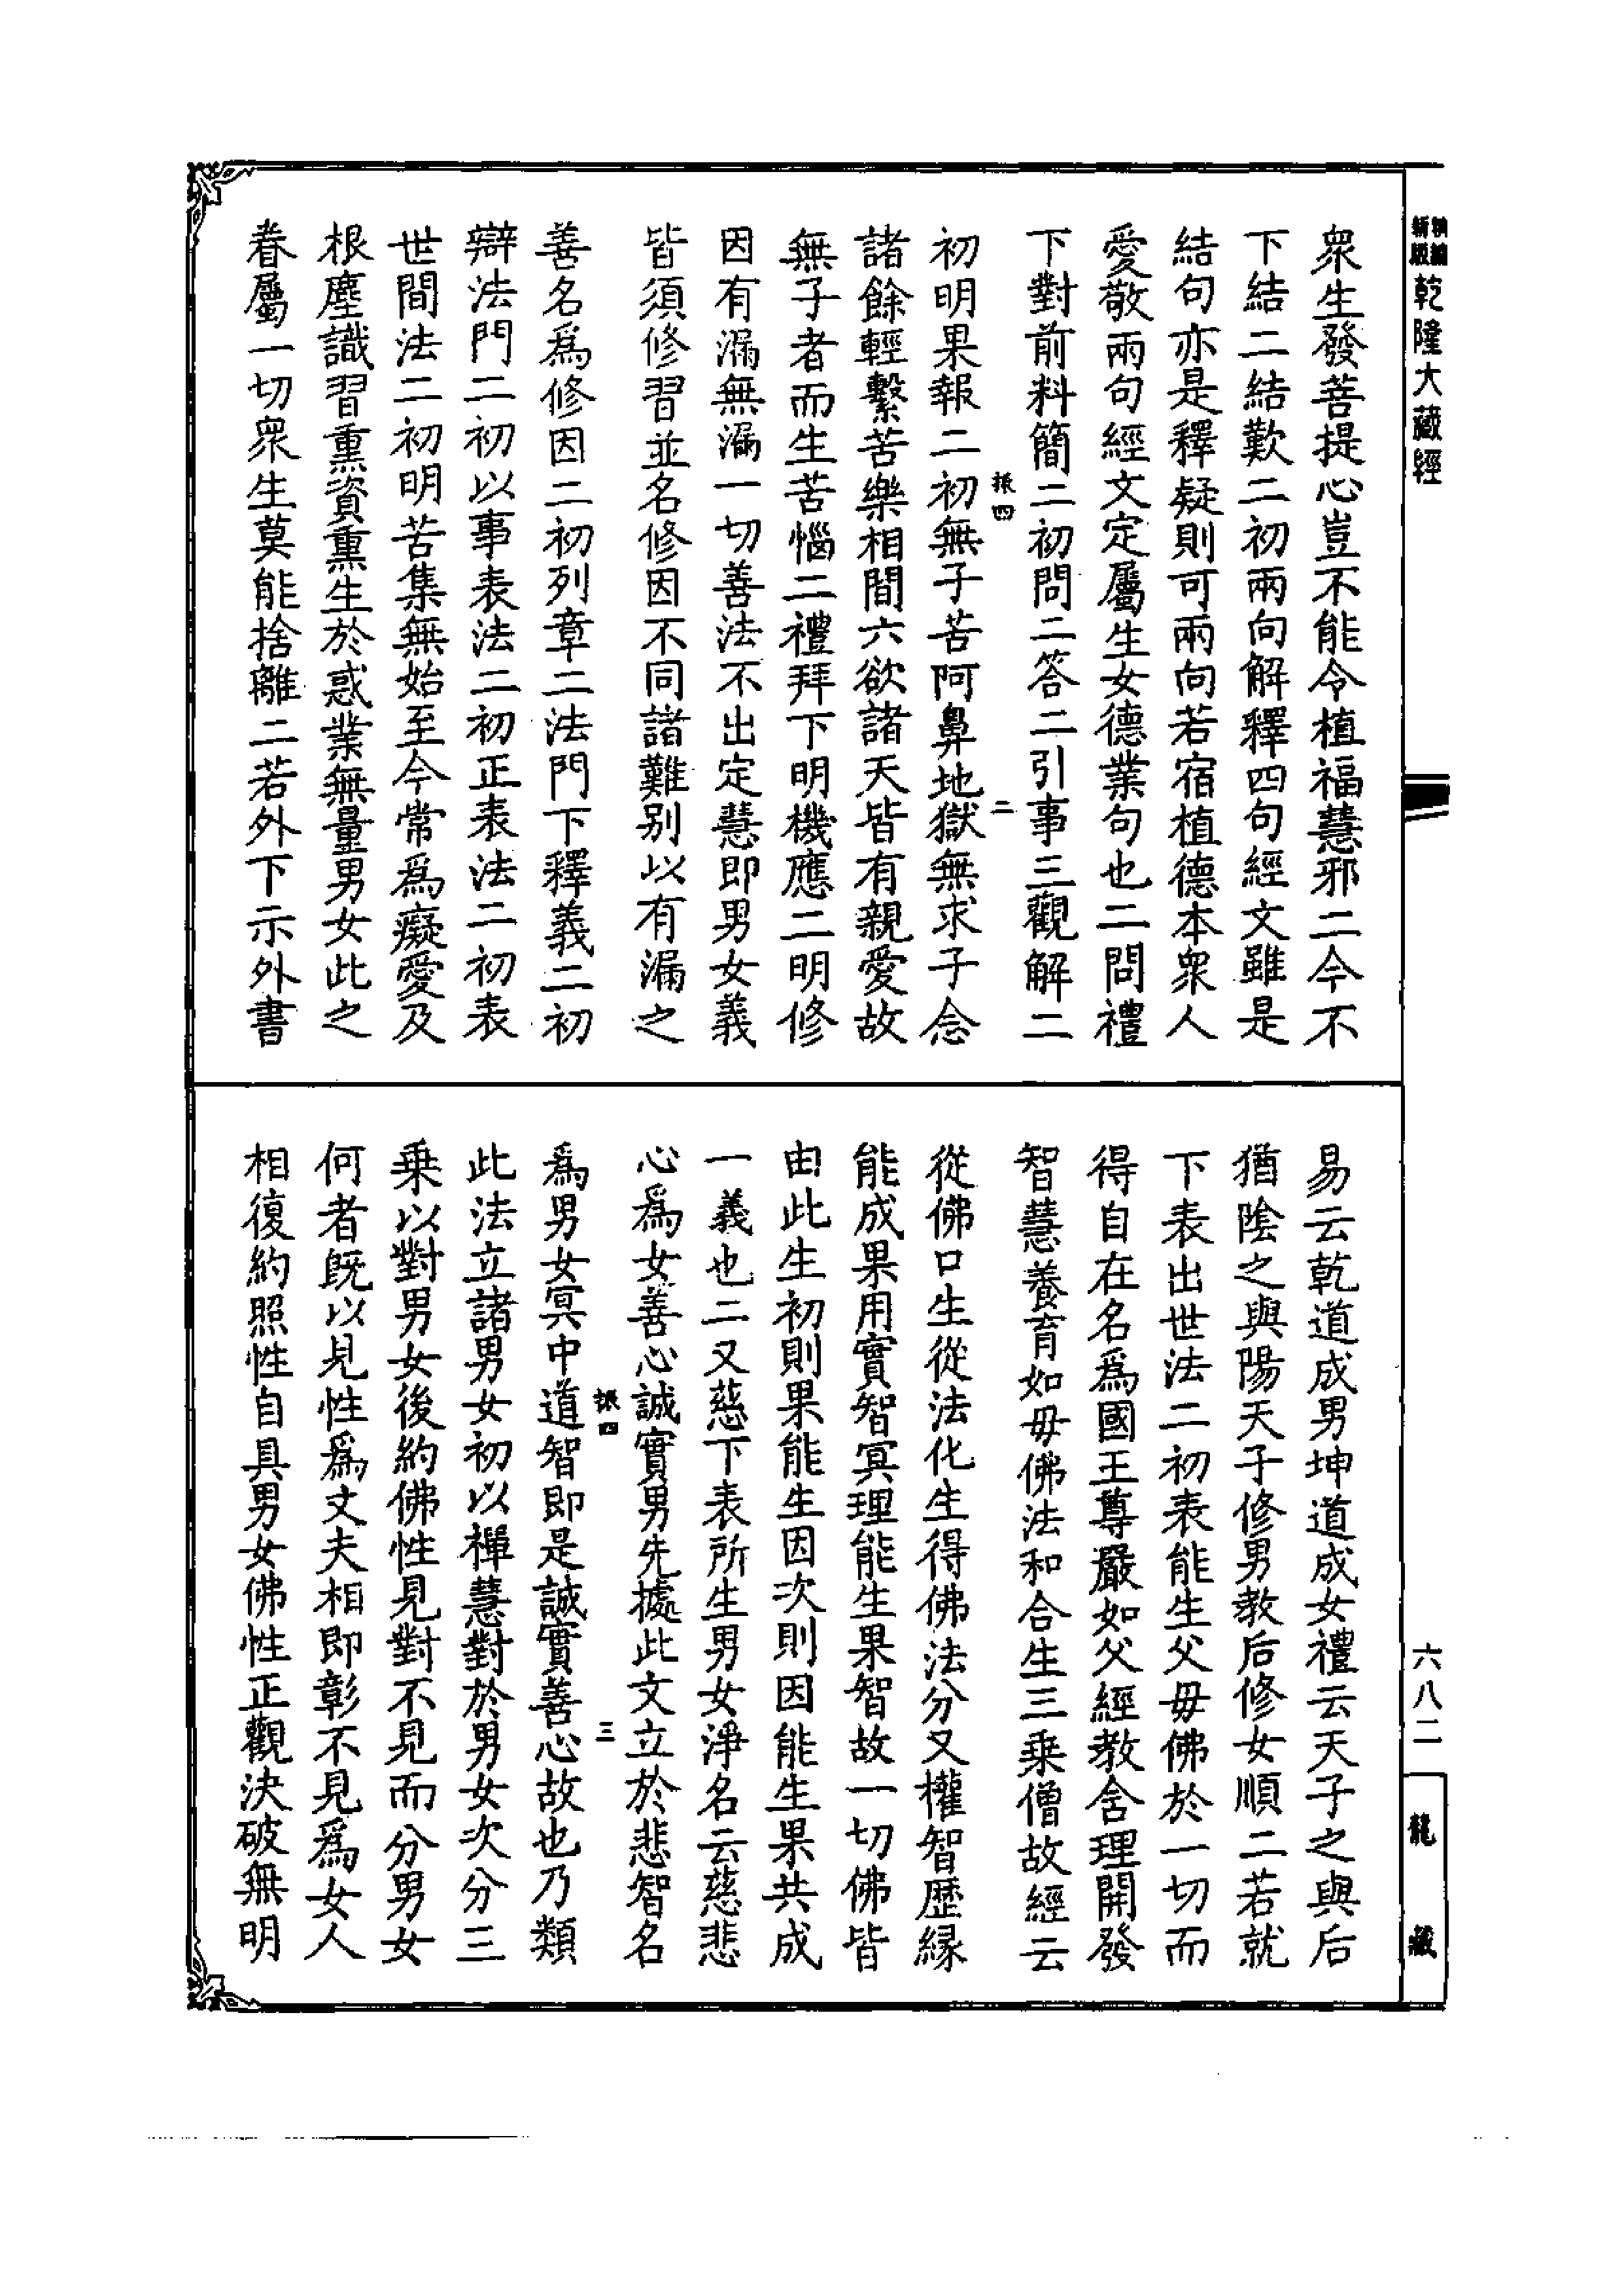 新編
新版
乾隆大藏經
衆生發菩提心豈不能令植福慧邪二今不
下結二結歎二初兩向解釋四句經文雖是
結句亦是釋疑則可兩向若宿植德本衆人
愛敬兩句經文定屬生女德業句也二問禮
下對前料簡二初問二答二引事三觀解二
振四
二
初明果報二初無子苦阿鼻地獄無求子念
諸餘輕繫苦樂相間六欲諸天皆有親愛故
無子者而生苦惱二禮拜下明機應二明修
因有漏無漏一切善法不出定慧即男女義
皆須修習並名修因不同諸難別以有漏之
善名爲修因二初列章二法門下釋義二初
辯法門二初以事表法二初正表法二初表
世間法二初明苦集無始至今常爲癡愛及
根塵識習熏資熏生於惑業無量男女此之
眷屬一切衆生莫能捨離二若外下示外書
易云乾道成男坤道成女禮云天子之與后
猶陰之與陽天子修男教后修女順二若就
下表出世法二初表能生父毋佛於一切而
得自在名爲國王尊嚴如父經教含理開發
智慧養育如毋佛法和合生三乗僧故經云
從佛口生從法化生得佛法分又權智歷緣
能成果用實智冥理能生果智故一切佛皆
由此生初則果能生因次則因能生果共成
一義也二又慈下表所生男女淨名云慈悲
心爲女善心誠實男先據此文立於悲智名
振四
三
爲男女冥中道智即是誠實善心故也乃類
此法立諸男女初以禪慧對於男女次分三
乗以對男女後約佛性見對不見而分男女
何者既以見性爲丈夫相即彰不見爲女人
相復約照性自具男女佛性正觀決破無明
六八二
龍藏